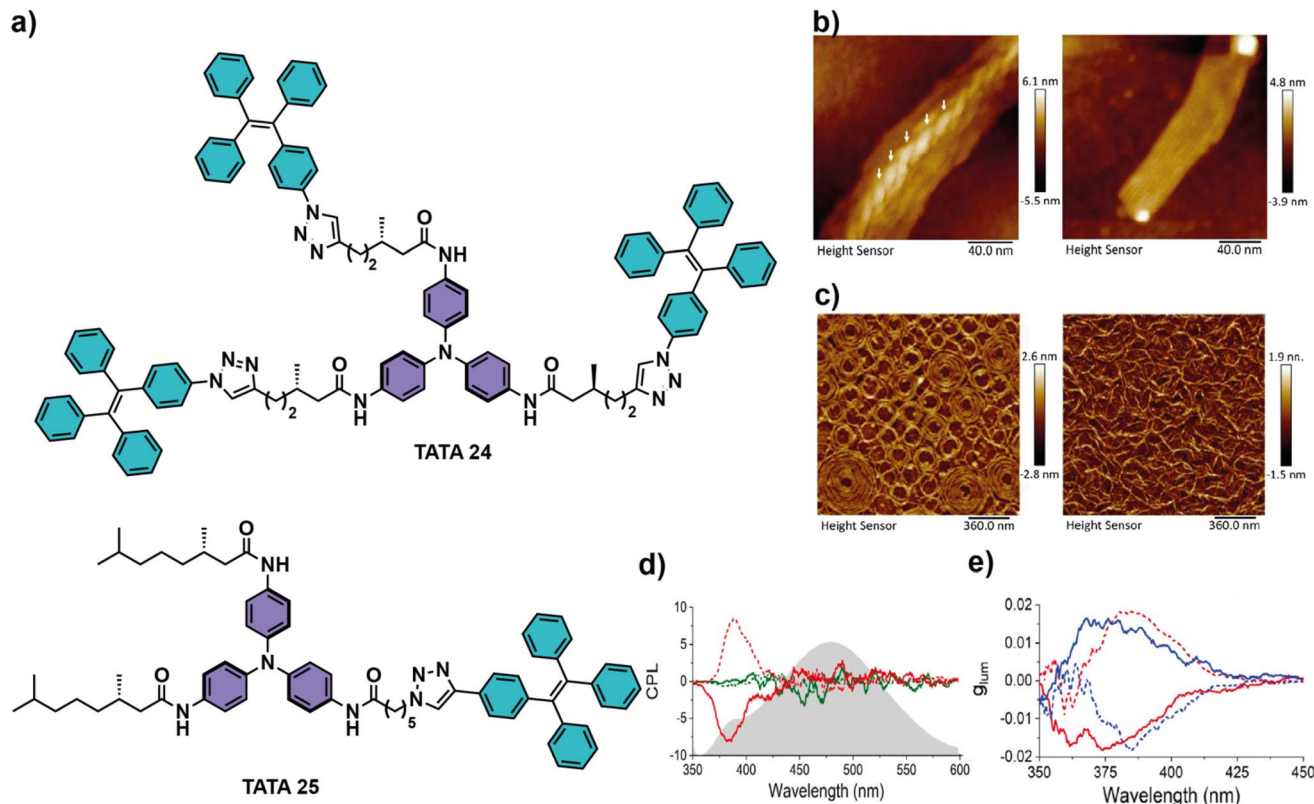 a)
O
NH
N
N
N
2
N
N
N
2
O
N
H
N
N
H
O
2
N
N
N
TATA 24
O
NH
O
N
H
N
N
H
O
5
N
N
N
TATA 25
b)
6.1 nm
-5.5 nm
Height Sensor
40.0 nm
4.8 nm
-3.9 nm
Height Sensor
40.0 nm
c)
2.6 nm
-2.8 nm
Height Sensor
360.0 nm
1.9 nn.
-1.5 nm
Height Sensor
360.0 nm
d)
CPL
10
5
0
-5
-10
350 400 450 500 550 600
Wavelength (nm)
e)
glum
0.02
0.01
0.00
-0.01
-0.02
350 375 400 425 450
Wavelength (nm)